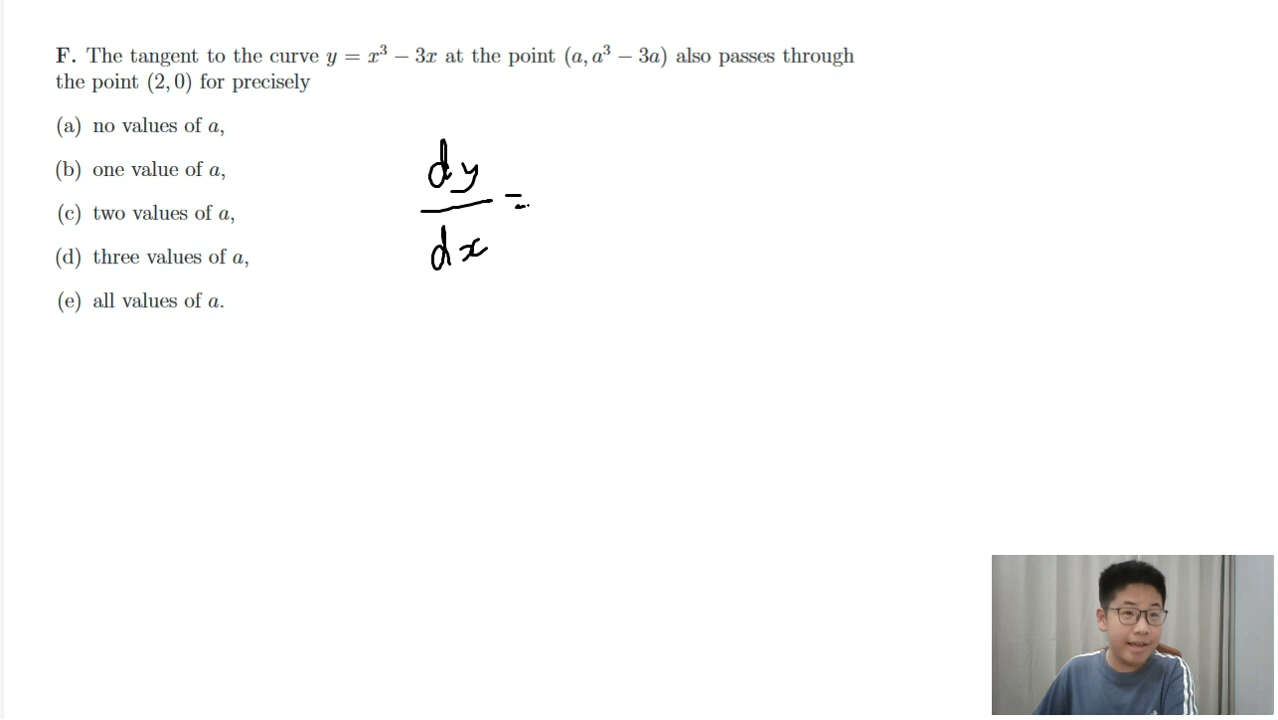 F. The tangent to the curve y = x³ − 3x at the point (a, a³ − 3a) also passes through
the point (2, 0) for precisely
(a) no values of a,
(b) one value of a,
(c) two values of a,
(d) three values of a,
(e) all values of a.
dy/dx =